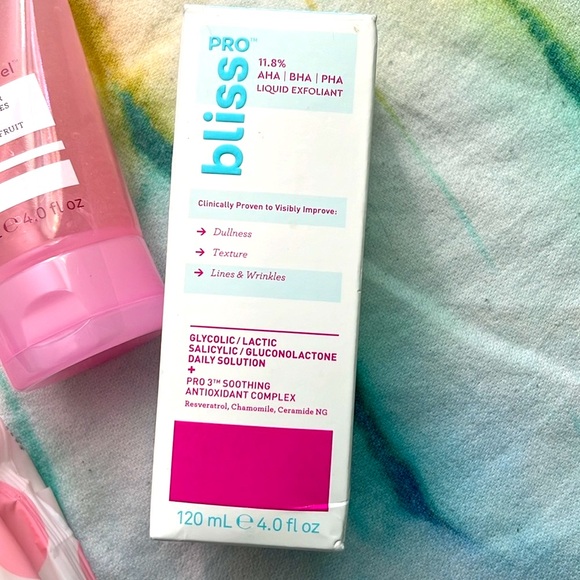 PRO™
bliss
11.8%
AHA | BHA | PHA
LIQUID EXFOLIANT
Clinically Proven to Visibly Improve:
→ Dullness
→ Texture
→ Lines & Wrinkles
GLYCOLIC / LACTIC
SALICYLIC / GLUCONOLACTONE
DAILY SOLUTION
+
PRO 3™ SOOTHING
ANTIOXIDANT COMPLEX
Resveratrol, Chamomile, Ceramide NG
120 mL ℮ 4.0 fl oz
FRUIT
℮ 4.0 fl oz